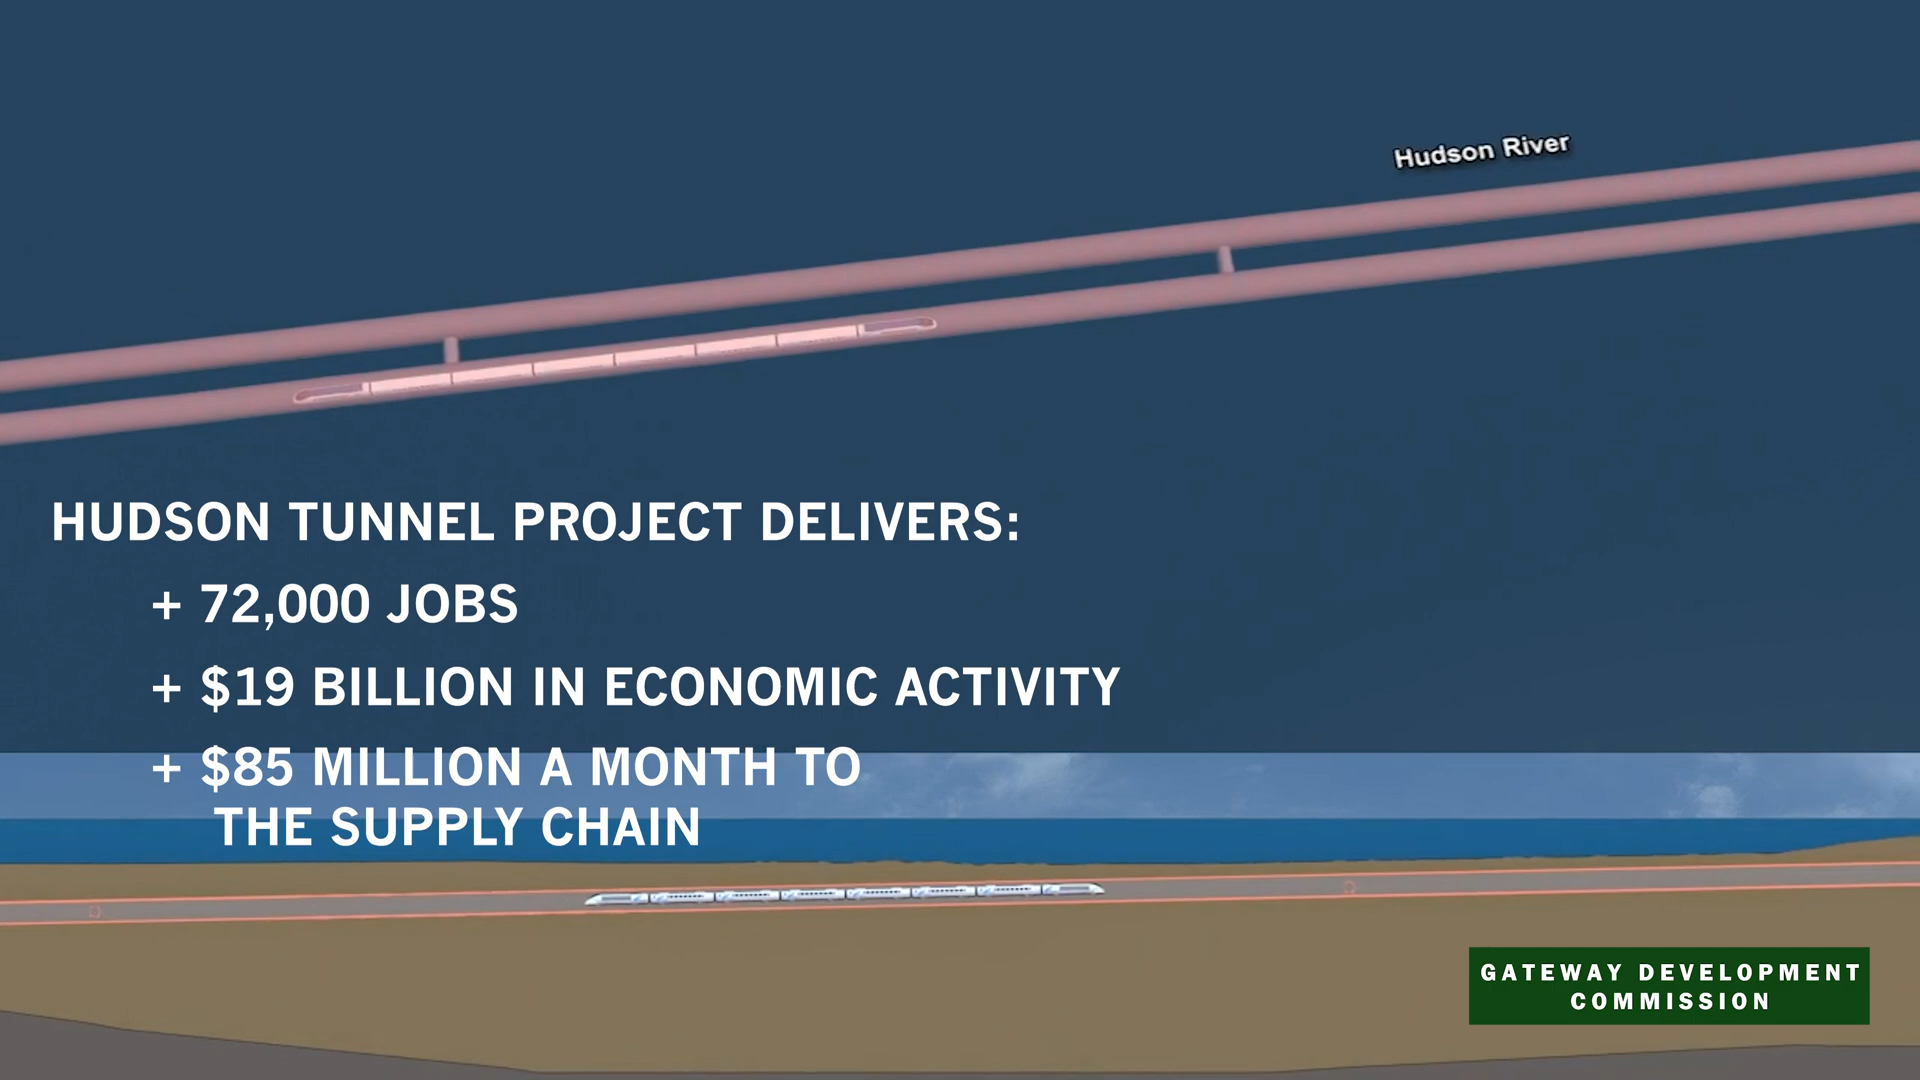 Hudson River
HUDSON TUNNEL PROJECT DELIVERS:
+ 72,000 JOBS
+ $19 BILLION IN ECONOMIC ACTIVITY
+ $85 MILLION A MONTH TO
THE SUPPLY CHAIN
GATEWAY DEVELOPMENT
COMMISSION